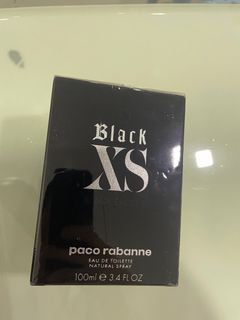 Black
XS
paco rabanne
EAU DE TOILETTE
NATURAL SPRAY
100ml e 3.4 FL OZ